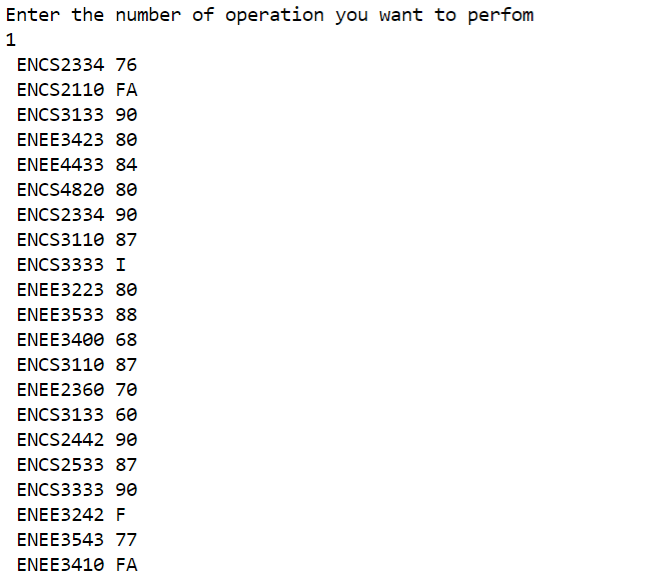 Enter the number of operation you want to perfom
1
ENCS2334 76
ENCS2110 FA
ENCS3133 90
ENEE3423 80
ENEE4433 84
ENCS4820 80
ENCS2334 90
ENCS3110 87
ENCS3333 I
ENEE3223 80
ENEE3533 88
ENEE3400 68
ENCS3110 87
ENEE2360 70
ENCS3133 60
ENCS2442 90
ENCS2533 87
ENCS3333 90
ENEE3242 F
ENEE3543 77
ENEE3410 FA